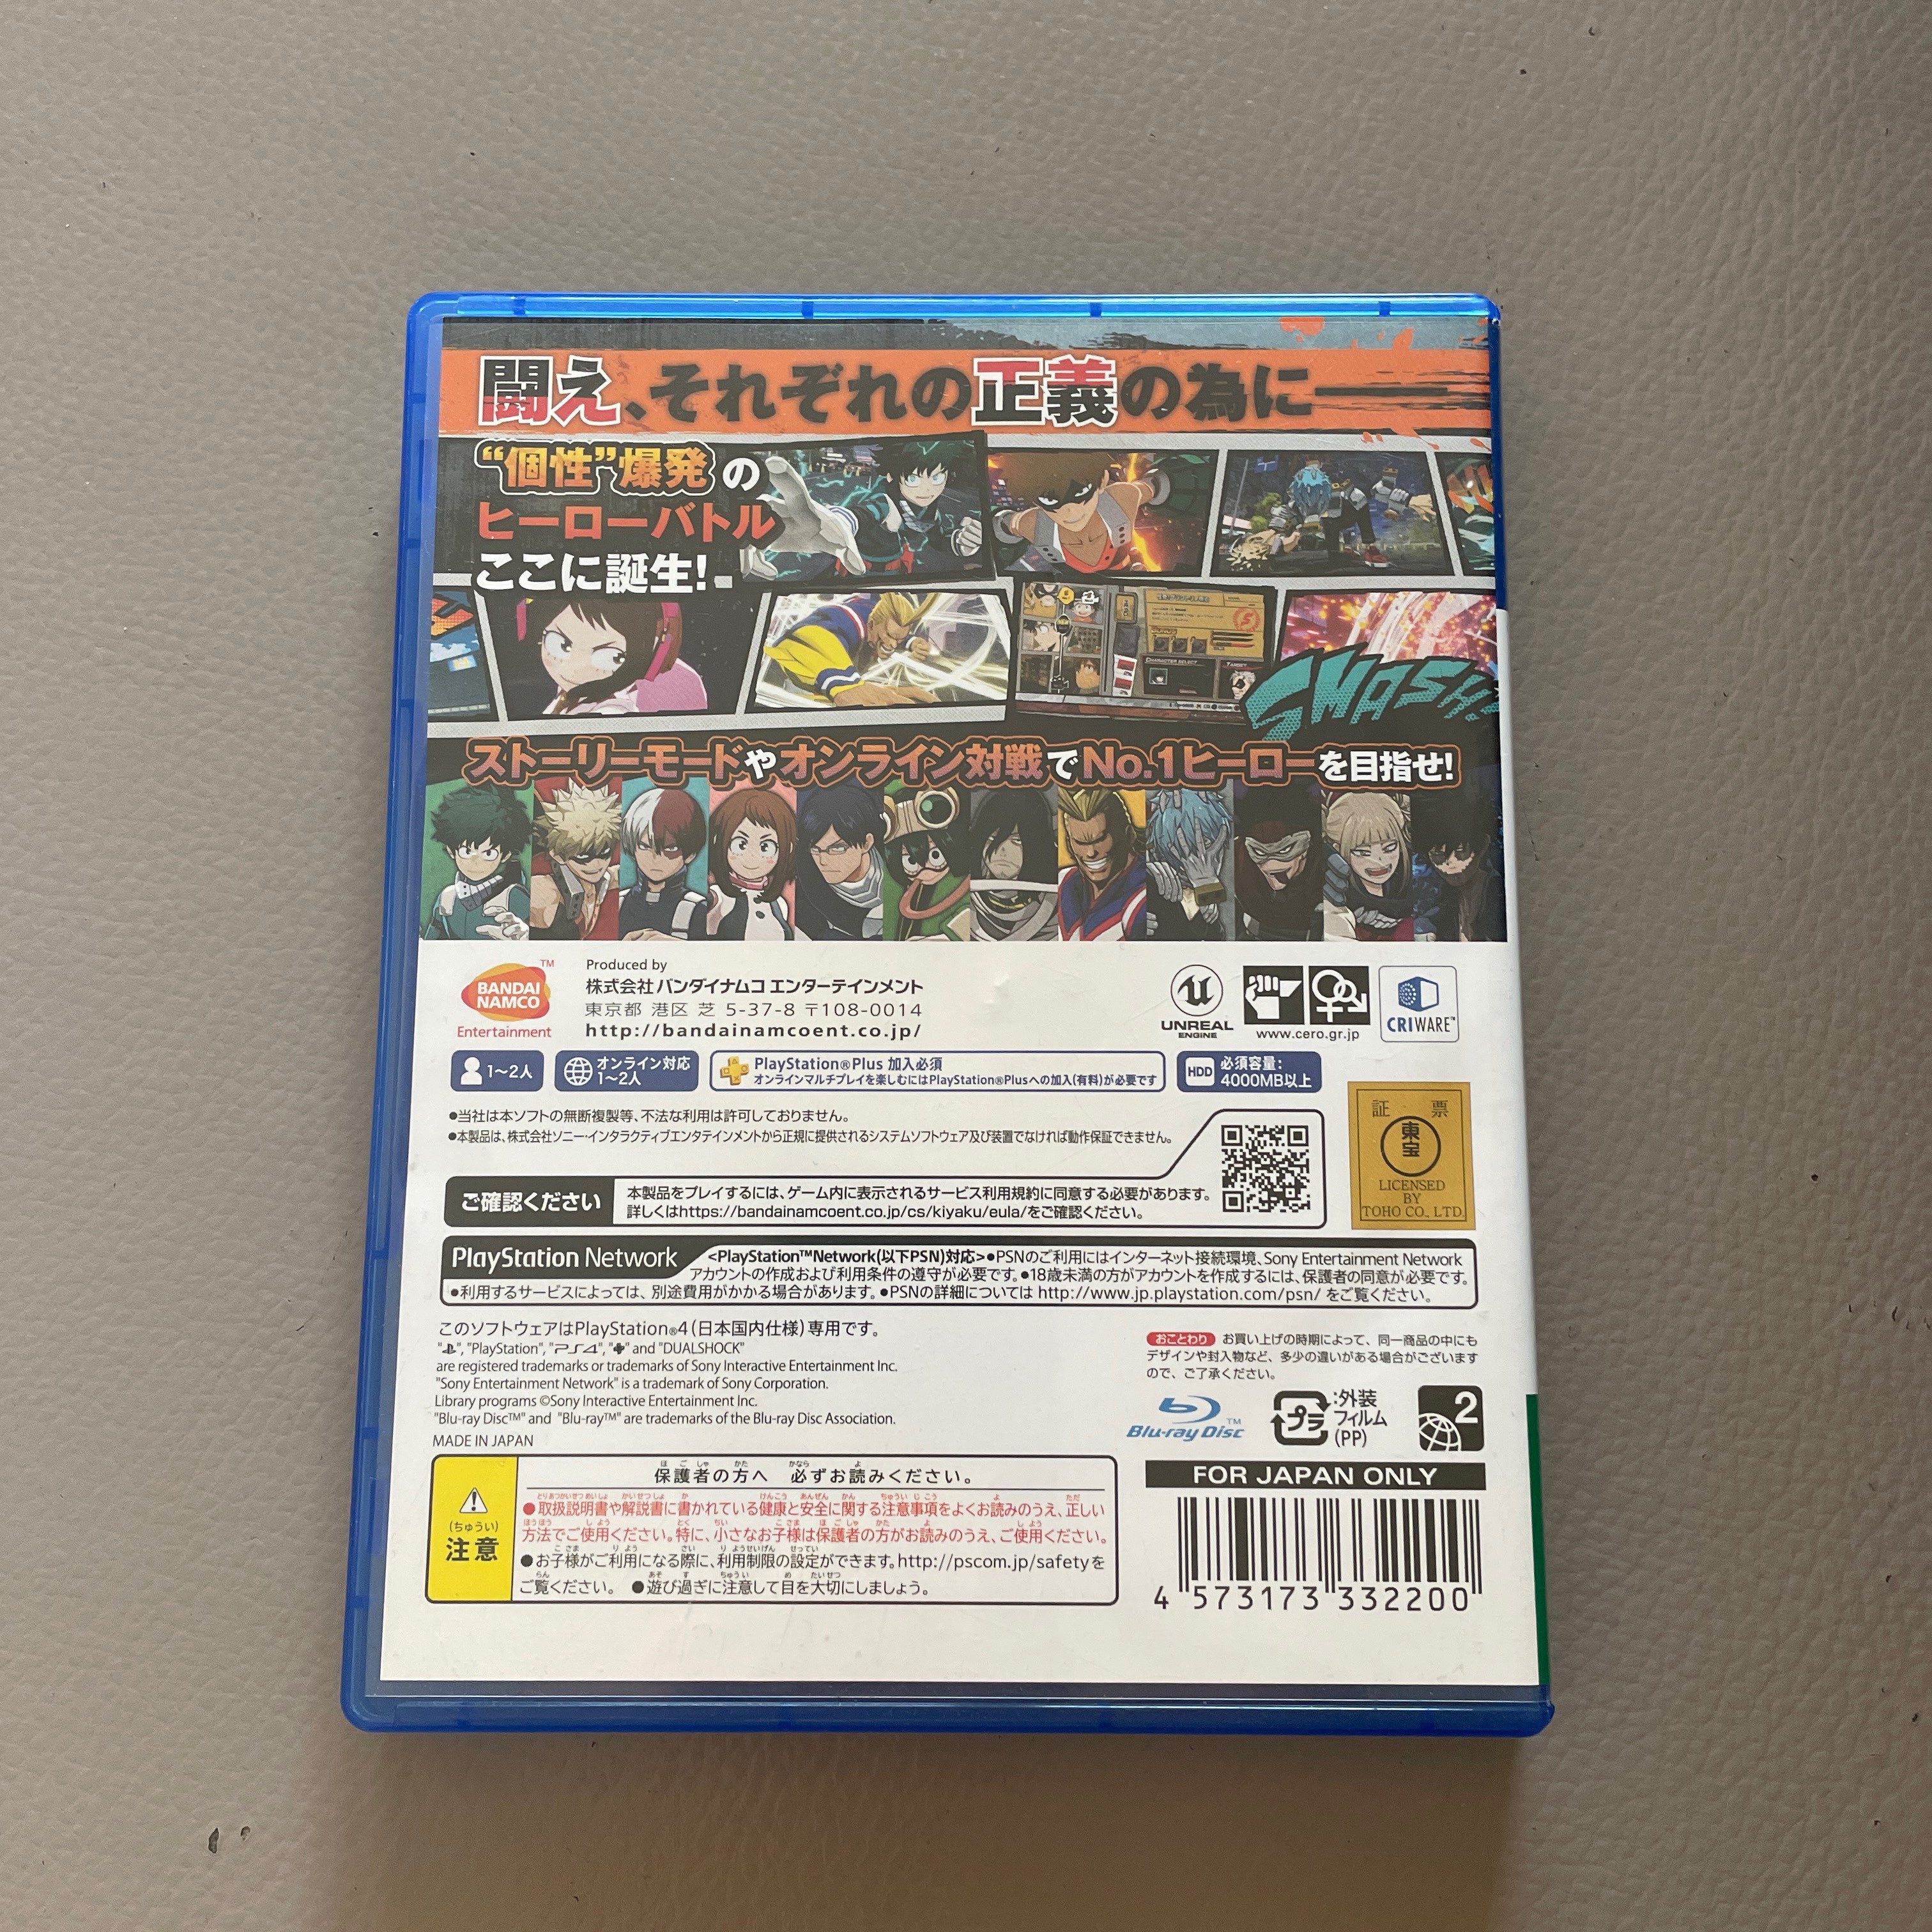 闘え、それぞれの正義の為に――
“個性”爆発の
ヒーローバトル
ここに誕生!
SMASH!!
CHARACTER SELECT
TARGET
ストーリーモードやオンライン対戦でNo.1ヒーローを目指せ!
BANDAI
NAMCO
TM
Entertainment
Produced by
株式会社 バンダイナムコ エンターテインメント
東京都 港区 芝 5-37-8 〒108-0014
http://bandainamcoent.co.jp/
UNREAL
ENGINE
www.cero.gr.jp
CRIWARE™
1〜2人
オンライン対応
1〜2人
PlayStation®Plus 加入必須
オンラインマルチプレイを楽しむにはPlayStation®Plusへの加入(有料)が必要です
HDD
必須容量:
4000MB以上
●当社は本ソフトの無断複製等、不法な利用は許可しておりません。
●本製品は、株式会社ソニー・インタラクティブエンタテインメントから正規に提供されるシステムソフトウェア及び装置でなければ動作保証できません。
証 票
東宝
LICENSED
BY
TOHO CO., LTD.
ご確認ください
本製品をプレイするには、ゲーム内に表示されるサービス利用規約に同意する必要があります。
詳しくはhttps://bandainamcoent.co.jp/cs/kiyaku/eula/をご確認ください。
PlayStation Network
<PlayStation™Network(以下PSN)対応>●PSNのご利用にはインターネット接続環境、Sony Entertainment Network
アカウントの作成および利用条件の遵守が必要です。●18歳未満の方がアカウントを作成するには、保護者の同意が必要です。
●利用するサービスによっては、別途費用がかかる場合があります。●PSNの詳細については http://www.jp.playstation.com/psn/ をご覧ください。
このソフトウェアはPlayStation®4(日本国内仕様)専用です。
"", "PlayStation", "PS4", "" and "DUALSHOCK"
are registered trademarks or trademarks of Sony Interactive Entertainment Inc.
"Sony Entertainment Network" is a trademark of Sony Corporation.
Library programs ©Sony Interactive Entertainment Inc.
"Blu-ray Disc™" and "Blu-ray™" are trademarks of the Blu-ray Disc Association.
MADE IN JAPAN
おことわり お買い上げの時期によって、同一商品の中にも
デザインや封入物など、多少の違いがある場合がございます
ので、ご了承ください。
Blu-ray Disc™
プラ
:外装
フィルム
(PP)
2
FOR JAPAN ONLY
4 573173 332200
(ちゅうい)
注意
保護者の方へ 必ずお読みください。
●取扱説明書や解説書に書かれている健康と安全に関する注意事項をよくお読みのうえ、正しい
方法でご使用ください。特に、小さなお子様は保護者の方がお読みのうえ、ご使用ください。
●お子様がご利用になる際に、利用制限の設定ができます。http://pscom.jp/safetyを
ご覧ください。 ●遊び過ぎに注意して目を大切にしましょう。